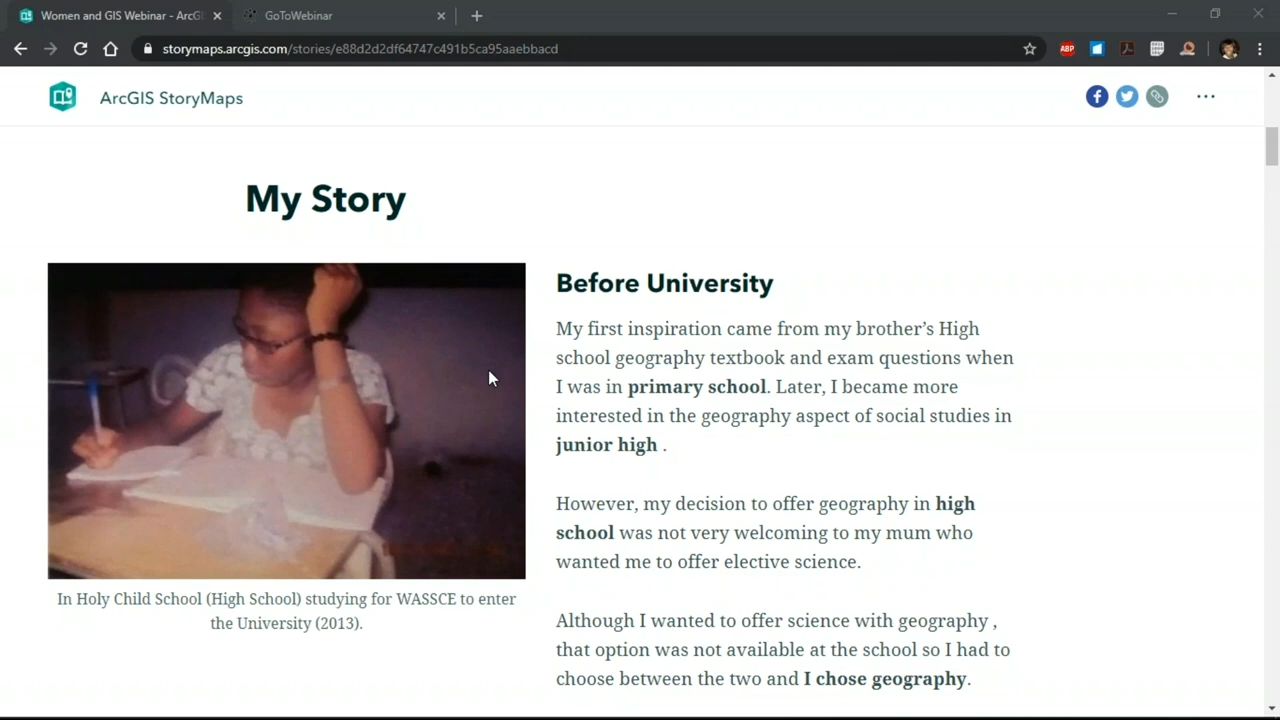 Women and GIS Webinar - ArcG
GoToWebinar
storymaps.arcgis.com/stories/e88d2d2df64747c491b5ca95aaebbacd
ABP
ArcGIS StoryMaps
My Story
Before University
My first inspiration came from my brother’s High
school geography textbook and exam questions when
I was in primary school. Later, I became more
interested in the geography aspect of social studies in
junior high .
However, my decision to offer geography in high
school was not very welcoming to my mum who
wanted me to offer elective science.
Although I wanted to offer science with geography ,
that option was not available at the school so I had to
choose between the two and I chose geography.
In Holy Child School (High School) studying for WASSCE to enter
the University (2013).